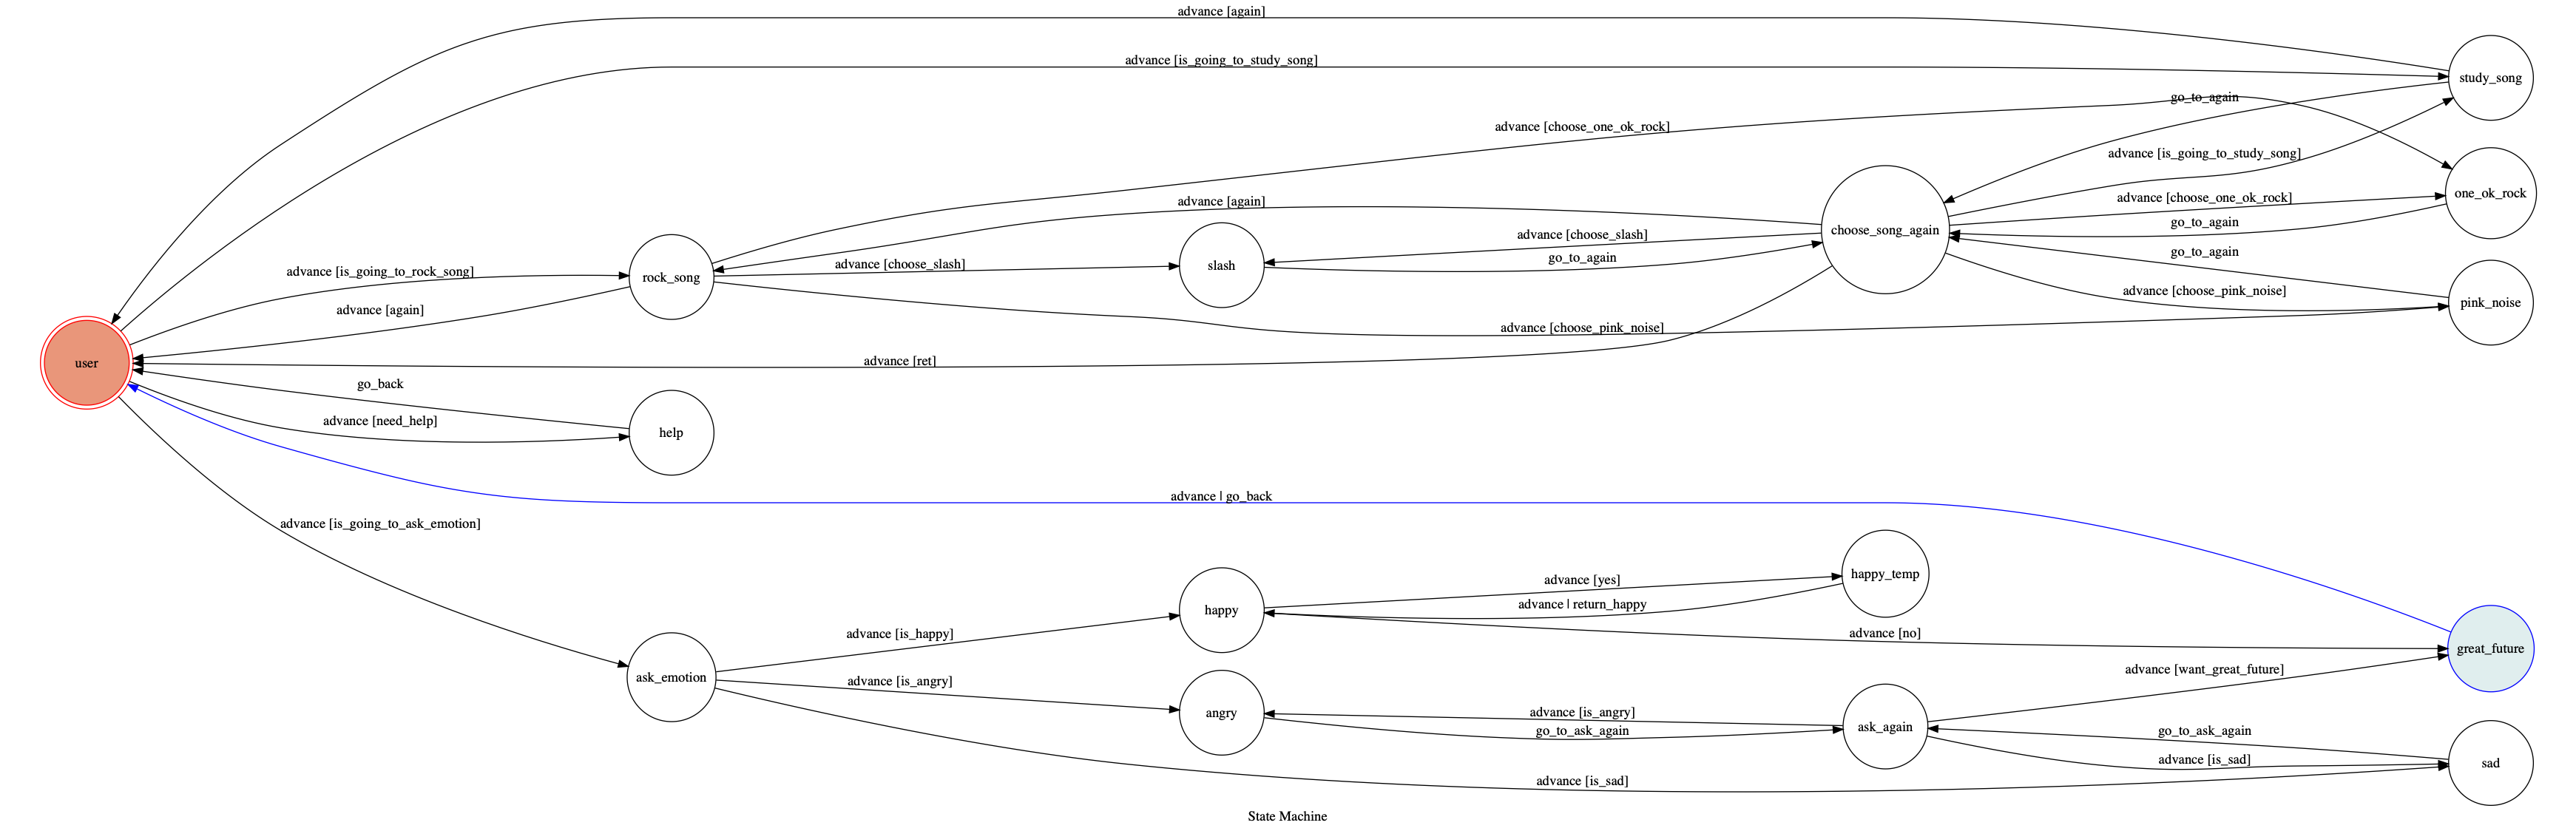 advance [again]
advance [is_going_to_study_song]
study_song
go_to_again
advance [choose_one_ok_rock]
advance [is_going_to_study_song]
one_ok_rock
advance [choose_one_ok_rock]
advance [again]
go_to_again
choose_song_again
advance [choose_slash]
go_to_again
go_to_again
slash
advance [choose_slash]
advance [is_going_to_rock_song]
rock_song
advance [choose_pink_noise]
pink_noise
advance [again]
advance [choose_pink_noise]
user
advance [ret]
go_back
advance [need_help]
help
advance | go_back
advance [is_going_to_ask_emotion]
happy_temp
advance [yes]
advance | return_happy
happy
advance [is_happy]
advance [no]
great_future
advance [want_great_future]
ask_emotion
advance [is_angry]
angry
advance [is_angry]
go_to_ask_again
ask_again
go_to_ask_again
advance [is_sad]
sad
advance [is_sad]
State Machine